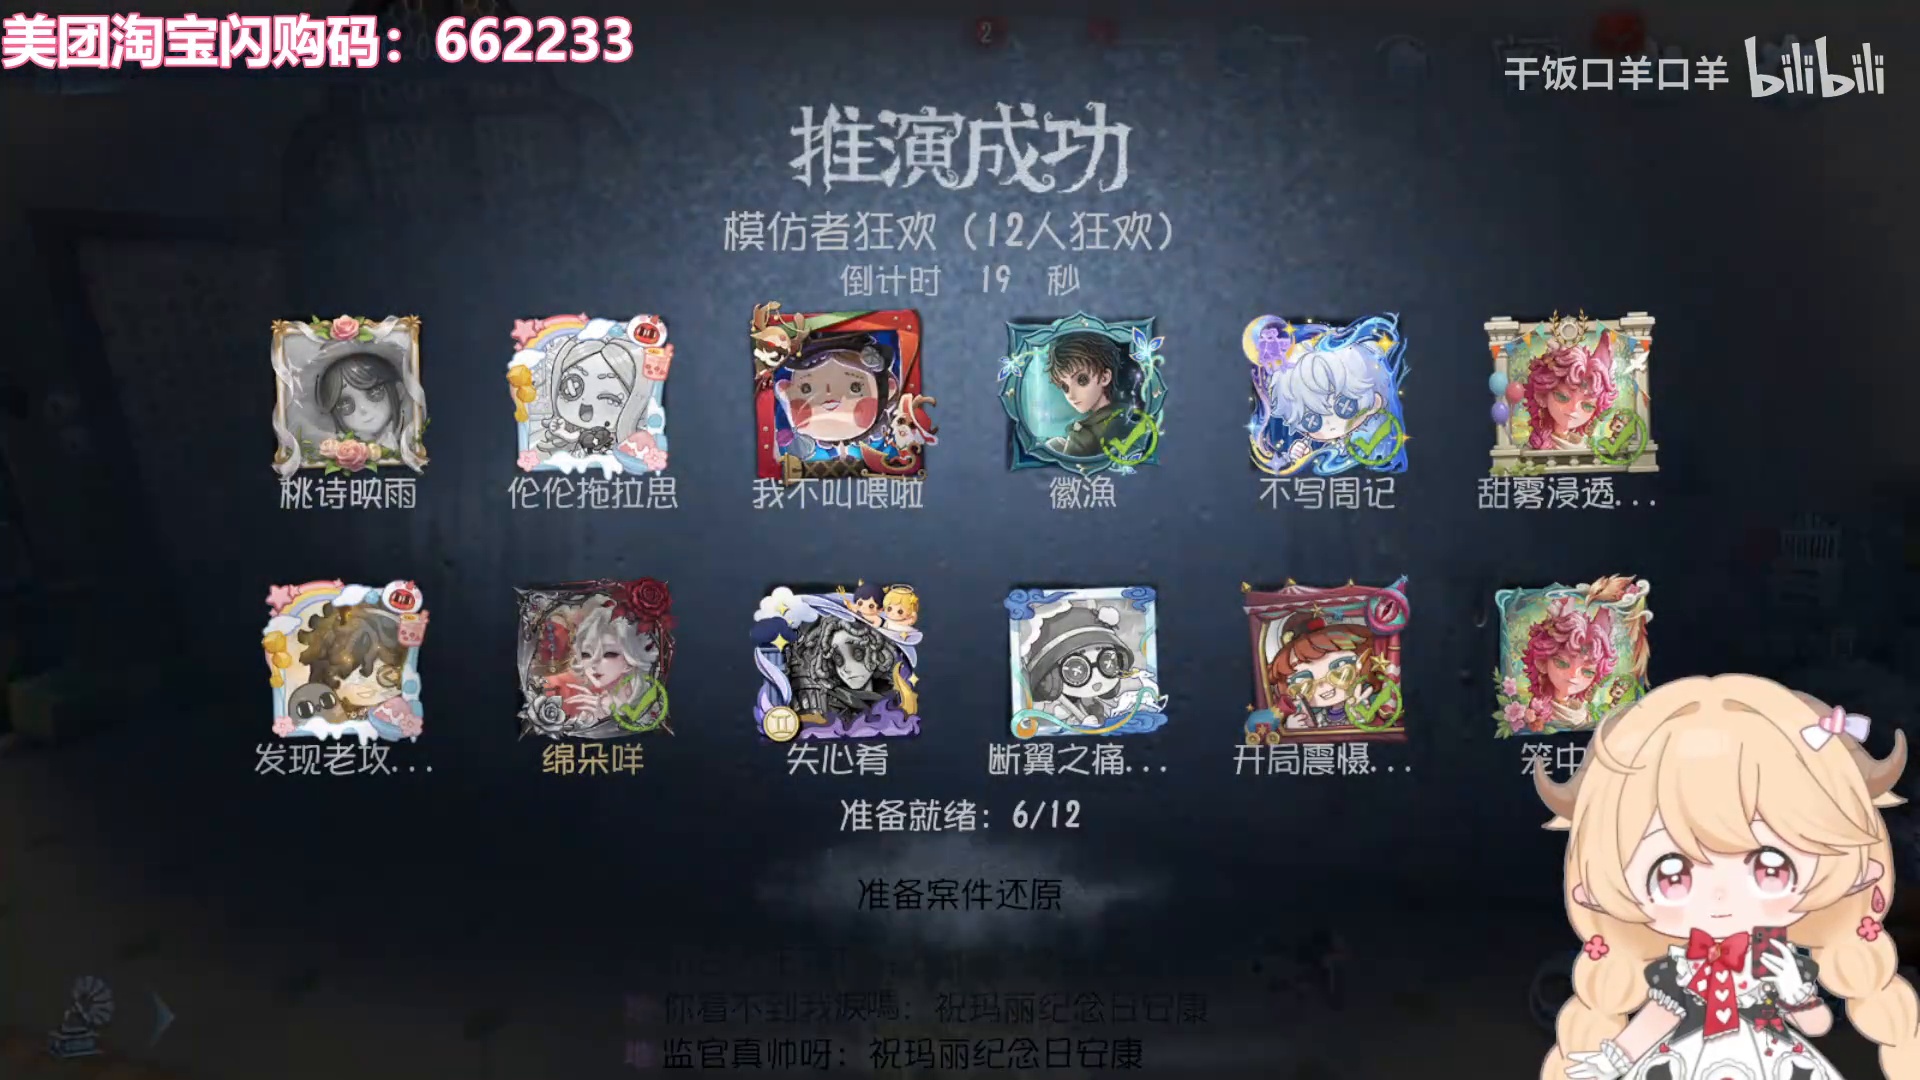 美团淘宝闪购码：662233
干饭口羊口羊 bilibili
推演成功
模仿者狂欢（12人狂欢）
倒计时 19 秒
桃诗映雨 伦伦拖拉思 我不叫喂啦 徽漁 不写周记 甜雾浸透...
发现老攻... 绵朵咩 失心肴 断翼之痛... 开局震慑... 笼中
准备就绪：6/12
准备案件还原
你看不到我淚嗎：祝玛丽纪念日安康
监官真帅呀：祝玛丽纪念日安康